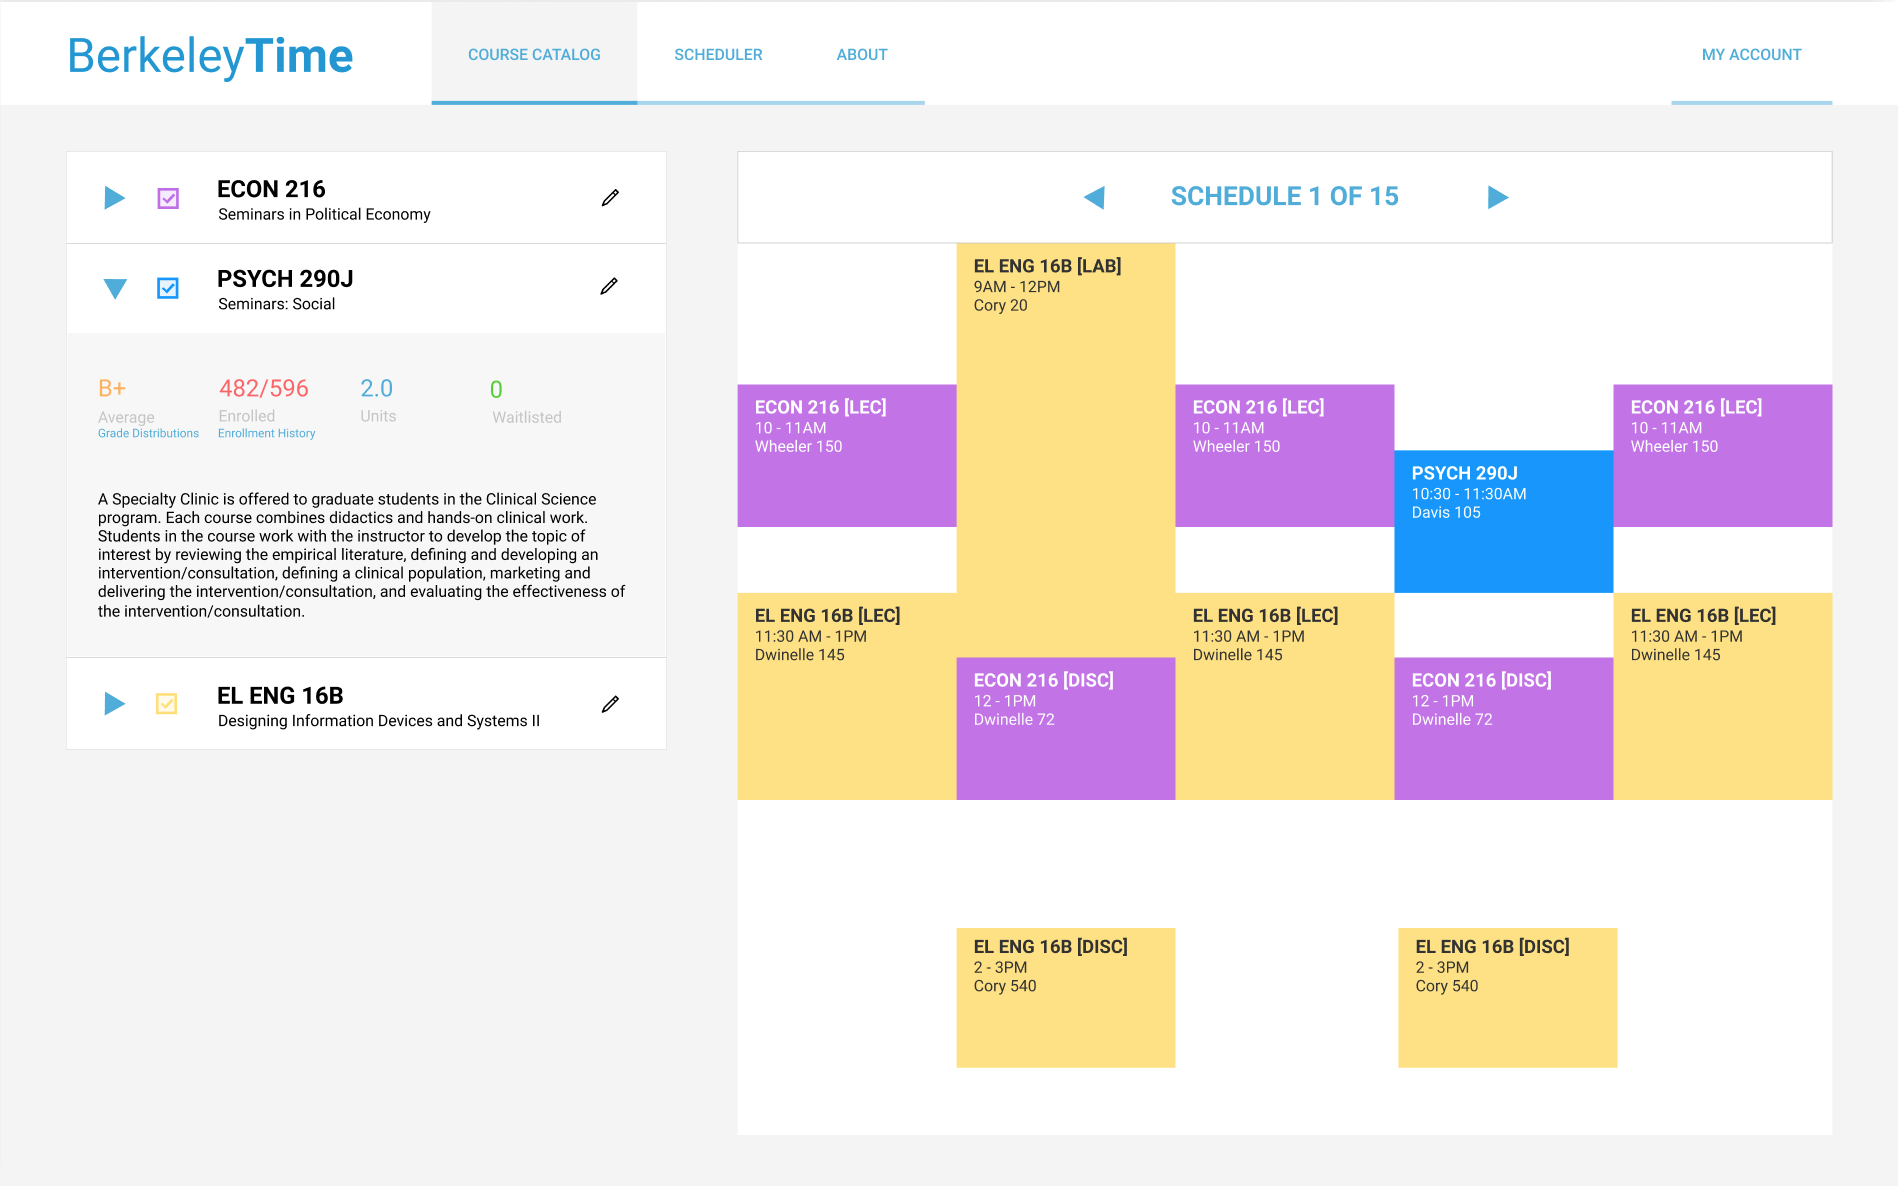 BerkeleyTime
COURSE CATALOG
SCHEDULER
ABOUT
MY ACCOUNT
ECON 216
Seminars in Political Economy
PSYCH 290J
Seminars: Social
B+
Average
Grade Distributions
482/596
Enrolled
Enrollment History
2.0
Units
0
Waitlisted
A Specialty Clinic is offered to graduate students in the Clinical Science
program. Each course combines didactics and hands-on clinical work.
Students in the course work with the instructor to develop the topic of
interest by reviewing the empirical literature, defining and developing an
intervention/consultation, defining a clinical population, marketing and
delivering the intervention/consultation, and evaluating the effectiveness of
the intervention/consultation.
EL ENG 16B
Designing Information Devices and Systems II
SCHEDULE 1 OF 15
EL ENG 16B [LAB]
9AM - 12PM
Cory 20
ECON 216 [LEC]
10 - 11AM
Wheeler 150
ECON 216 [LEC]
10 - 11AM
Wheeler 150
ECON 216 [LEC]
10 - 11AM
Wheeler 150
PSYCH 290J
10:30 - 11:30AM
Davis 105
EL ENG 16B [LEC]
11:30 AM - 1PM
Dwinelle 145
EL ENG 16B [LEC]
11:30 AM - 1PM
Dwinelle 145
EL ENG 16B [LEC]
11:30 AM - 1PM
Dwinelle 145
ECON 216 [DISC]
12 - 1PM
Dwinelle 72
ECON 216 [DISC]
12 - 1PM
Dwinelle 72
EL ENG 16B [DISC]
2 - 3PM
Cory 540
EL ENG 16B [DISC]
2 - 3PM
Cory 540